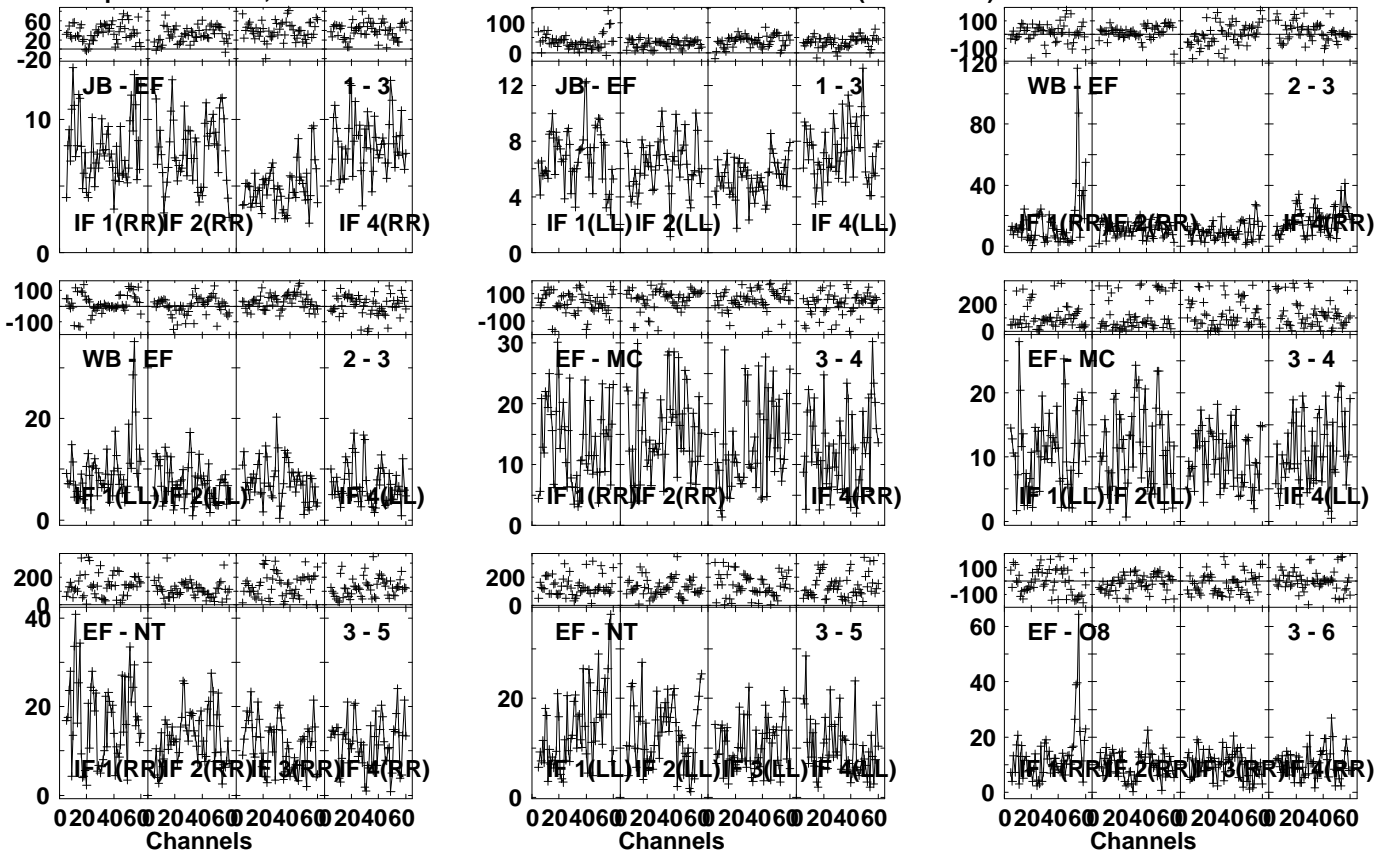 60
20
-20
JB - EF 1 - 3
10
0
IF 1(RR) IF 2(RR) IF 4(RR)
100
0
JB - EF 1 - 3
12
8
4
0
IF 1(LL) IF 2(LL) IF 4(LL)
100
-100
120
WB - EF 2 - 3
80
40
0
IF 1(RR) IF 2(RR) IF 4(RR)
100
-100
WB - EF 2 - 3
20
0
IF 1(LL) IF 2(LL) IF 4(LL)
100
-100
30
EF - MC 3 - 4
20
10
0
IF 1(RR) IF 2(RR) IF 4(RR)
200
0
EF - MC 3 - 4
20
10
0
IF 1(LL) IF 2(LL) IF 4(LL)
200
0
40
EF - NT 3 - 5
20
0
IF 1(RR) IF 2(RR) IF 3(RR) IF 4(RR)
0 20 40 60 0 20 40 60 0 20 40 60 0 20 40 60
Channels
200
0
EF - NT 3 - 5
20
0
IF 1(LL) IF 2(LL) IF 3(LL) IF 4(LL)
0 20 40 60 0 20 40 60 0 20 40 60 0 20 40 60
Channels
100
-100
60
EF - O8 3 - 6
40
20
0
IF 1(RR) IF 2(RR) IF 3(RR) IF 4(RR)
0 20 40 60 0 20 40 60 0 20 40 60 0 20 40 60
Channels